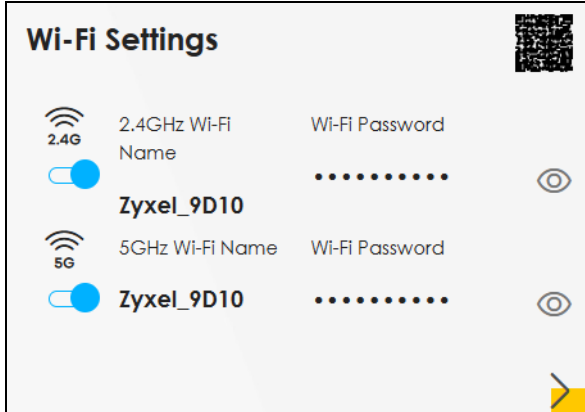 Wi-Fi Settings
2.4G
2.4GHz Wi-Fi Name
Wi-Fi Password
••••••••••
Zyxel_9D10
5G
5GHz Wi-Fi Name
Wi-Fi Password
Zyxel_9D10
••••••••••